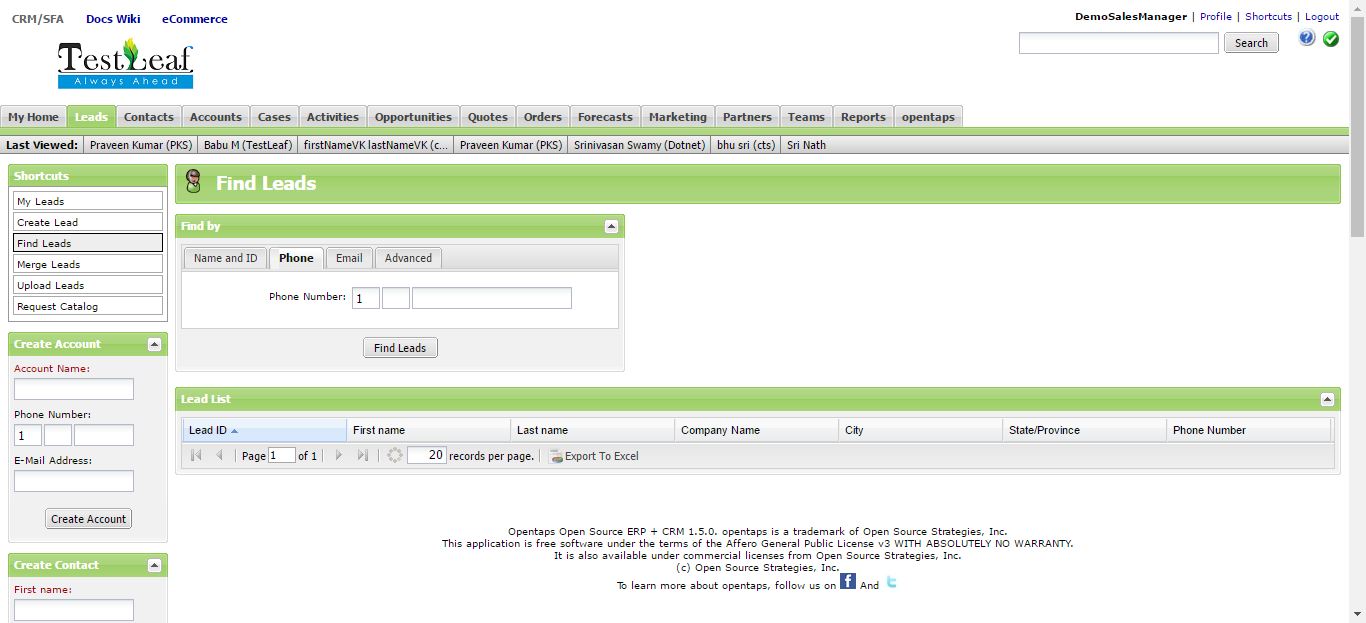 CRM/SFA Docs Wiki eCommerce
DemoSalesManager | Profile | Shortcuts | Logout
TestLeaf
Always Ahead
Search
My Home Leads Contacts Accounts Cases Activities Opportunities Quotes Orders Forecasts Marketing Partners Teams Reports opentaps
Last Viewed: Praveen Kumar (PKS) Babu M (TestLeaf) firstNameVK lastNameVK (c... Praveen Kumar (PKS) Srinivasan Swamy (Dotnet) bhu sri (cts) Sri Nath
Shortcuts
My Leads
Create Lead
Find Leads
Merge Leads
Upload Leads
Request Catalog
Create Account
Account Name:
Phone Number:
1
E-Mail Address:
Create Account
Create Contact
First name:
Find Leads
Find by
Name and ID Phone Email Advanced
Phone Number: 1
Find Leads
Lead List
Lead ID First name Last name Company Name City State/Province Phone Number
Page 1 of 1 20 records per page. Export To Excel
Opentaps Open Source ERP + CRM 1.5.0. opentaps is a trademark of Open Source Strategies, Inc.
This application is free software under the terms of the Affero General Public License v3 WITH ABSOLUTELY NO WARRANTY.
It is also available under commercial licenses from Open Source Strategies, Inc.
(c) Open Source Strategies, Inc.
To learn more about opentaps, follow us on f And t